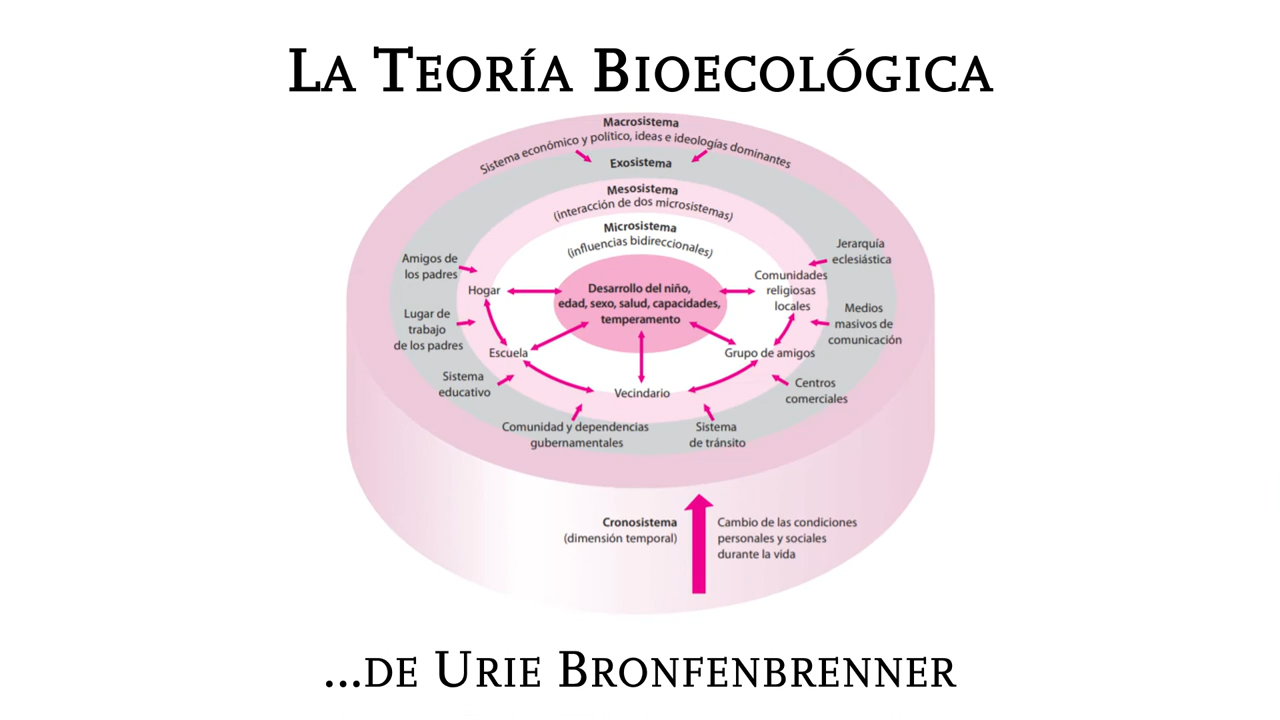 La Teoría Bioecológica
Macrosistema
Sistema económico y político, ideas e ideologías dominantes
Exosistema
Mesosistema
(interacción de dos microsistemas)
Microsistema
(influencias bidireccionales)
Desarrollo del niño,
edad, sexo, salud, capacidades,
temperamento
Amigos de
los padres
Hogar
Lugar de
trabajo
de los padres
Escuela
Sistema
educativo
Vecindario
Comunidad y dependencias
gubernamentales
Sistema
de tránsito
Grupo de amigos
Centros
comerciales
Comunidades
religiosas
locales
Jerarquía
eclesiástica
Medios
masivos de
comunicación
Cronosistema
(dimensión temporal)
Cambio de las condiciones
personales y sociales
durante la vida
...de Urie Bronfenbrenner